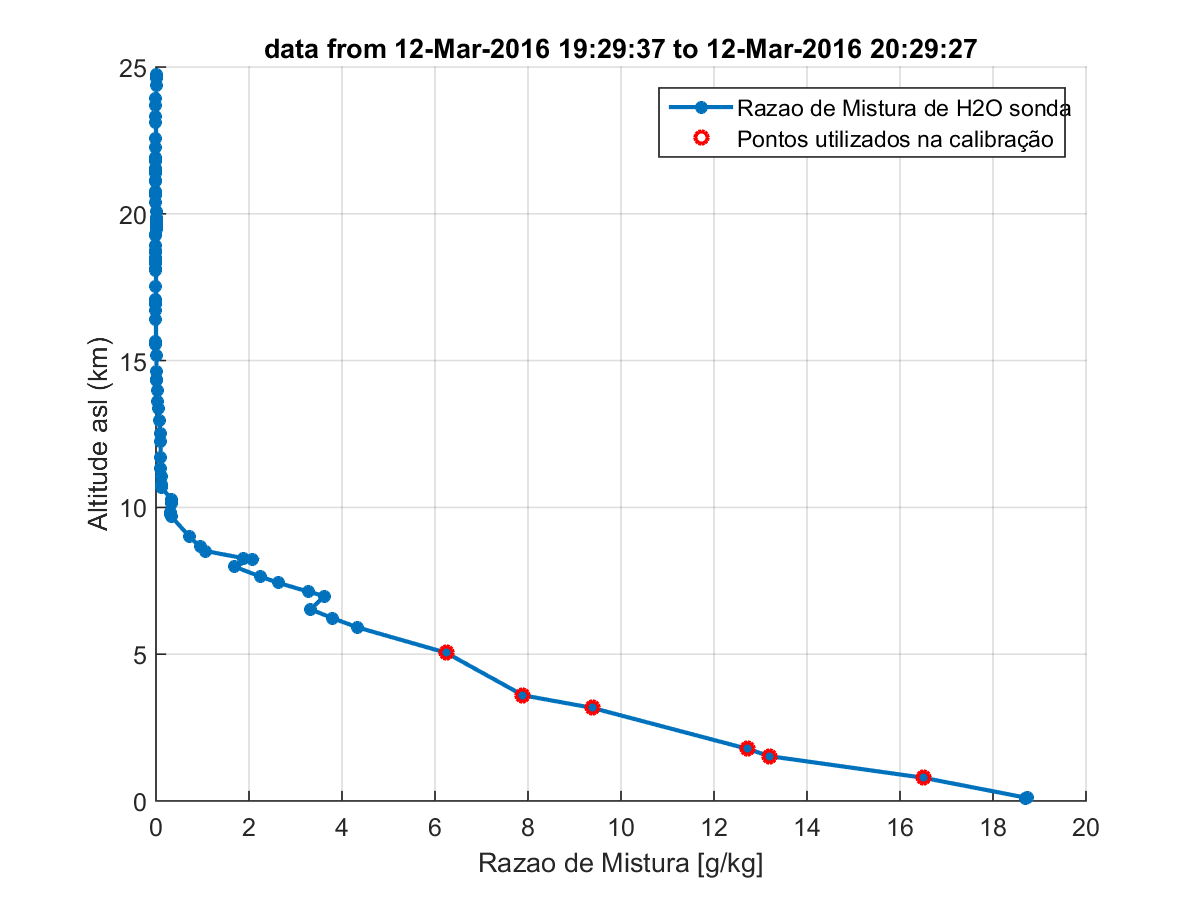 data from 12-Mar-2016 19:29:37 to 12-Mar-2016 20:29:27
Razao de Mistura de H2O sonda
Pontos utilizados na calibração
Altitude asl (km)
25
20
15
10
5
0
0 2 4 6 8 10 12 14 16 18 20
Razao de Mistura [g/kg]